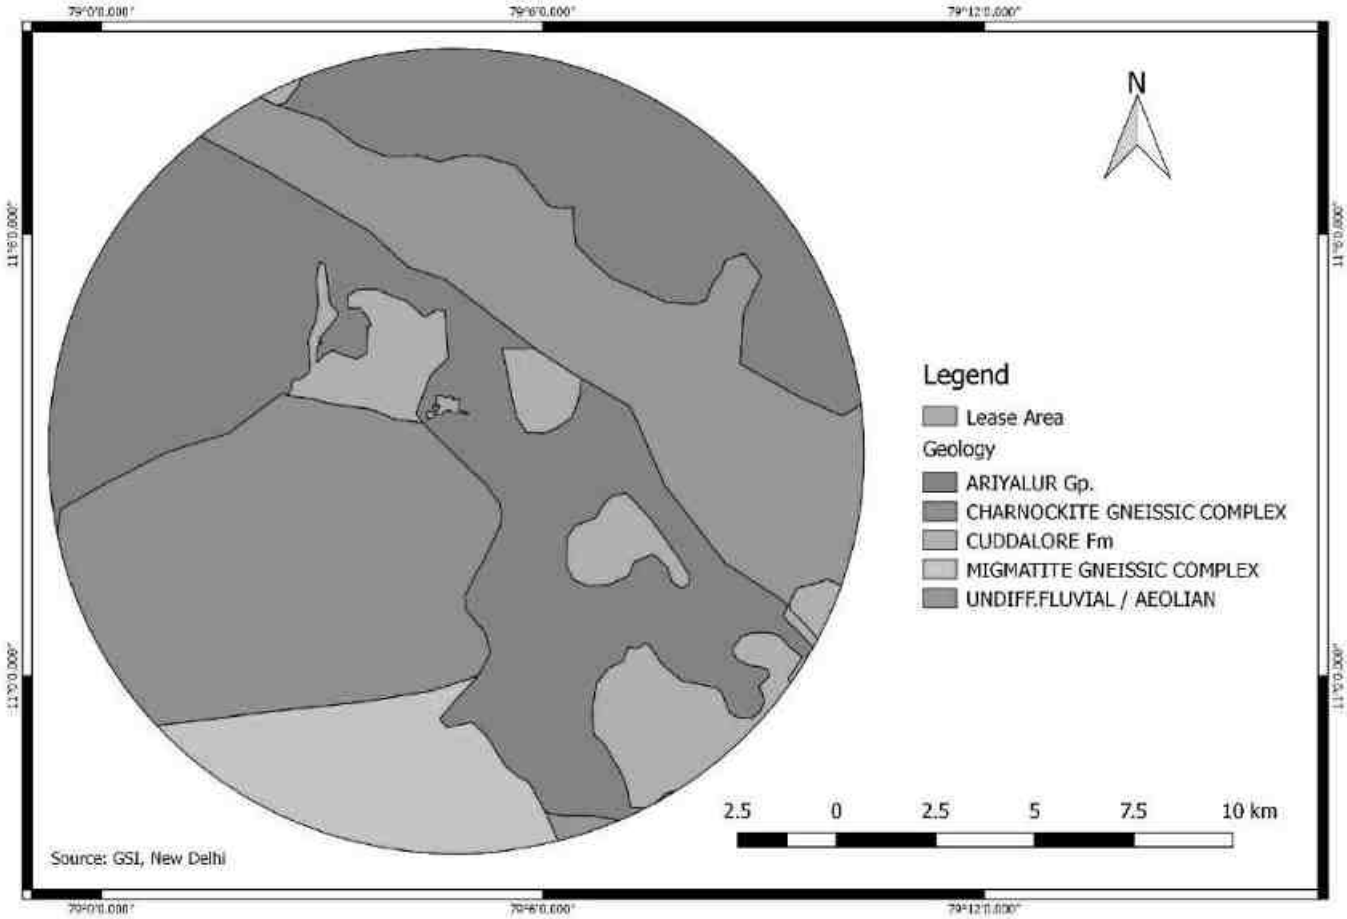 79°0'0.000" 79°6'0.000" 79°12'0.000"
N
11°6'0.000" 11°6'0.000"
Legend
Lease Area
Geology
ARIYALUR Gp.
CHARNOCKITE GNEISSIC COMPLEX
CUDDALORE Fm
MIGMATITE GNEISSIC COMPLEX
UNDIFF.FLUVIAL / AEOLIAN
11°0'0.000" 11°0'0.000"
2.5 0 2.5 5 7.5 10 km
Source: GSI, New Delhi
79°0'0.000" 79°6'0.000" 79°12'0.000"